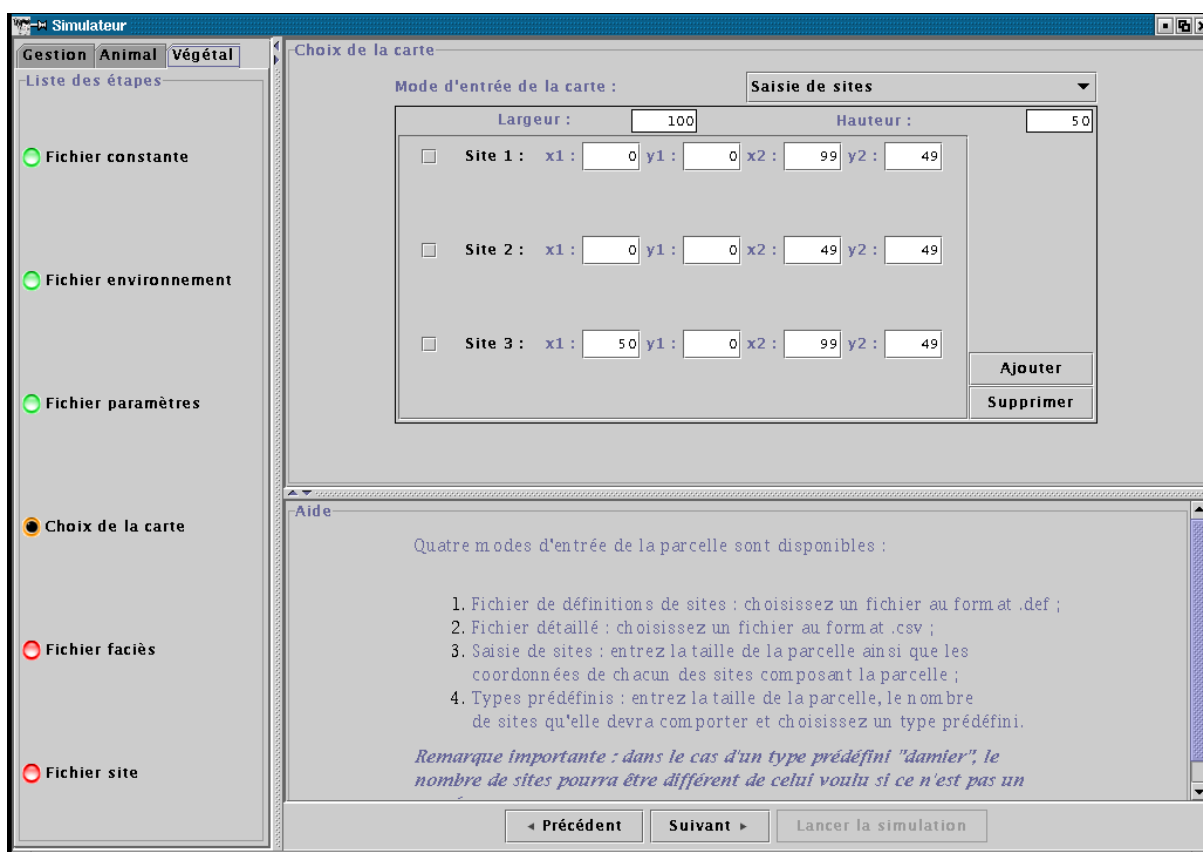 Simulateur
Gestion Animal Végétal
Liste des étapes
Fichier constante
Fichier environnement
Fichier paramètres
Choix de la carte
Fichier faciès
Fichier site
Choix de la carte
Mode d'entrée de la carte : Saisie de sites
Largeur : 100 Hauteur : 50
Site 1 : x1 : 0 y1 : 0 x2 : 99 y2 : 49
Site 2 : x1 : 0 y1 : 0 x2 : 49 y2 : 49
Site 3 : x1 : 50 y1 : 0 x2 : 99 y2 : 49
Ajouter
Supprimer
Aide
Quatre modes d'entrée de la parcelle sont disponibles :
1. Fichier de définitions de sites : choisissez un fichier au format .def ;
2. Fichier détaillé : choisissez un fichier au format .csv ;
3. Saisie de sites : entrez la taille de la parcelle ainsi que les
coordonnées de chacun des sites composant la parcelle ;
4. Types prédéfinis : entrez la taille de la parcelle, le nombre
de sites qu'elle devra comporter et choisissez un type prédéfini.
Remarque importante : dans le cas d'un type prédéfini "damier", le
nombre de sites pourra être différent de celui voulu si ce n'est pas un
Précédent Suivant Lancer la simulation